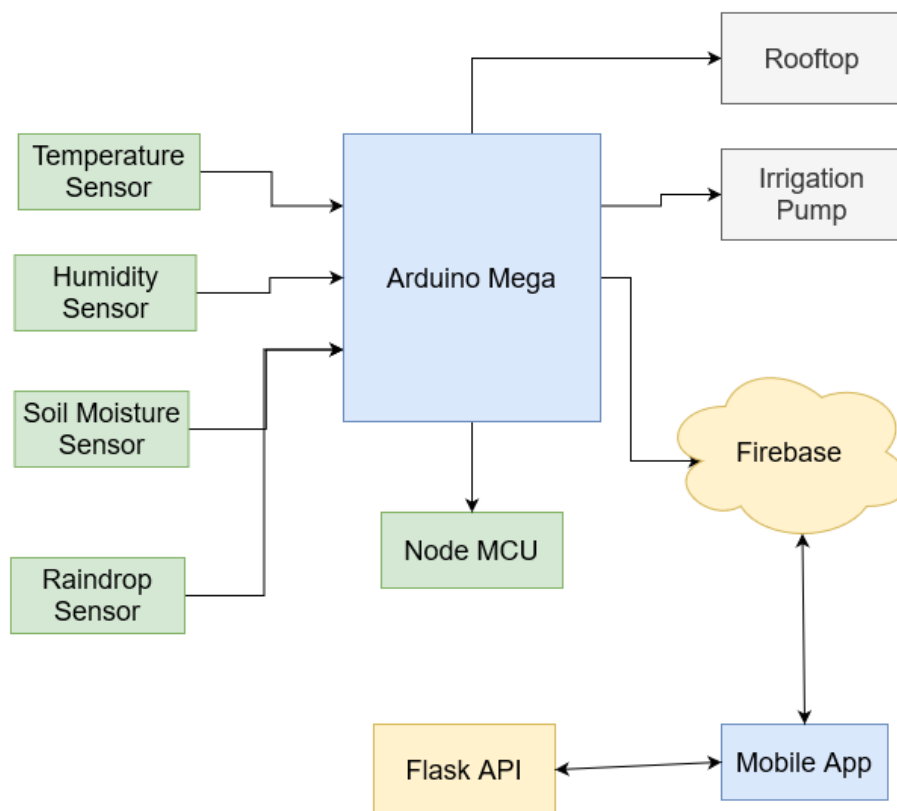 Rooftop
Temperature
Sensor
Irrigation
Pump
Humidity
Sensor
Arduino Mega
Soil Moisture
Sensor
Firebase
Node MCU
Raindrop
Sensor
Flask API
Mobile App